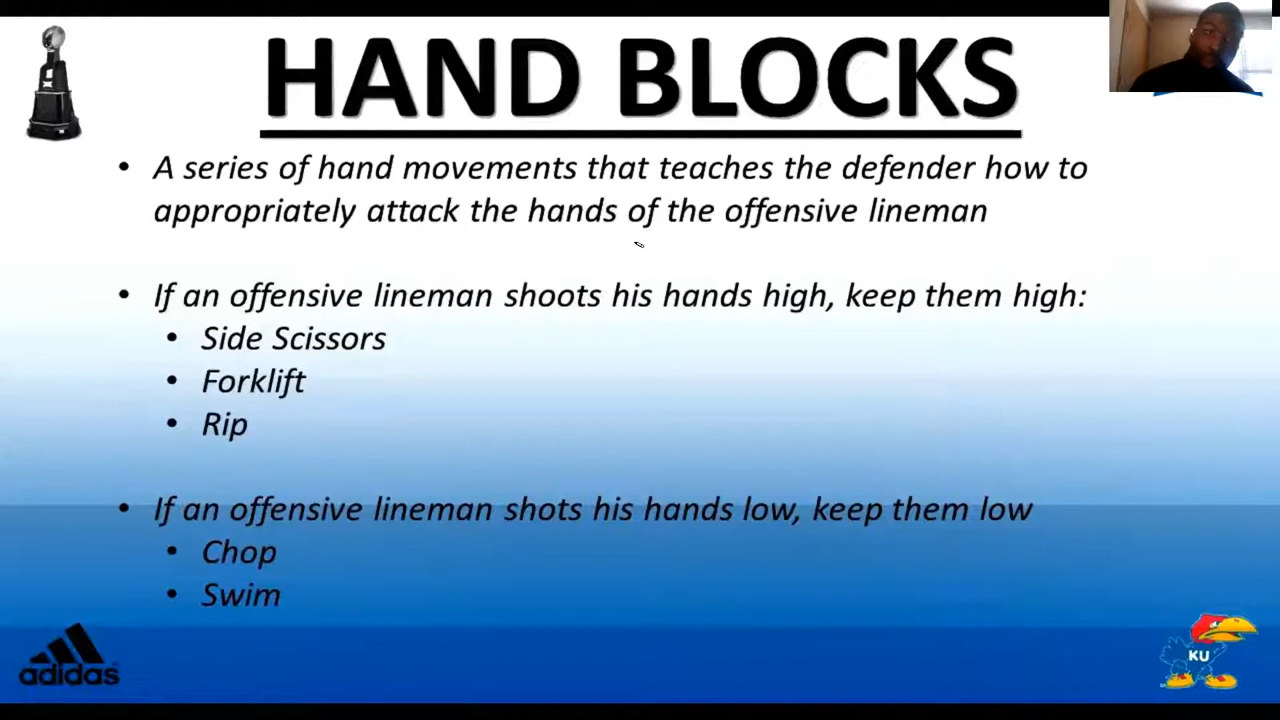 HAND BLOCKS
• A series of hand movements that teaches the defender how to
appropriately attack the hands of the offensive lineman
• If an offensive lineman shoots his hands high, keep them high:
• Side Scissors
• Forklift
• Rip
• If an offensive lineman shots his hands low, keep them low
• Chop
• Swim
adidas
KU